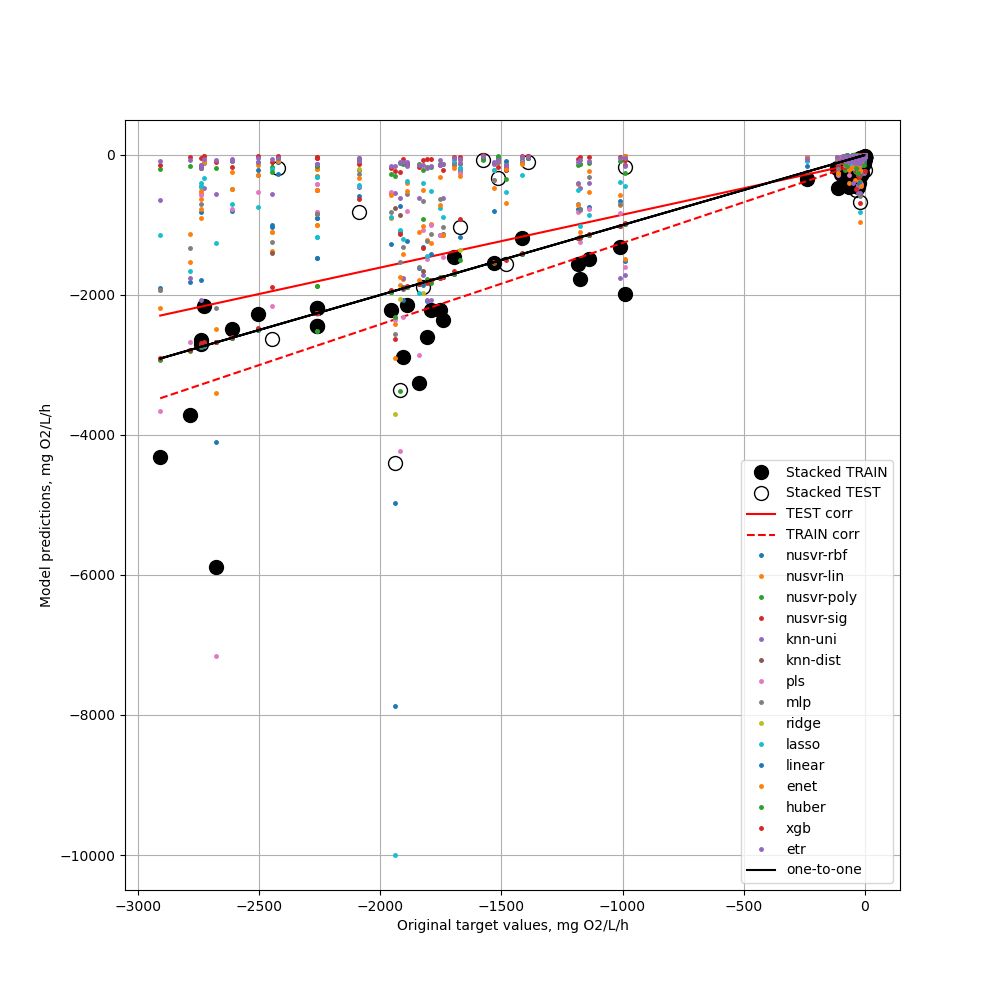 0
−2000
−4000
−6000
−8000
−10000
Model predictions, mg O2/L/h
−3000
−2500
−2000
−1500
−1000
−500
0
Original target values, mg O2/L/h
Stacked TRAIN
Stacked TEST
TEST corr
TRAIN corr
nusvr-rbf
nusvr-lin
nusvr-poly
nusvr-sig
knn-uni
knn-dist
pls
mlp
ridge
lasso
linear
enet
huber
xgb
etr
one-to-one